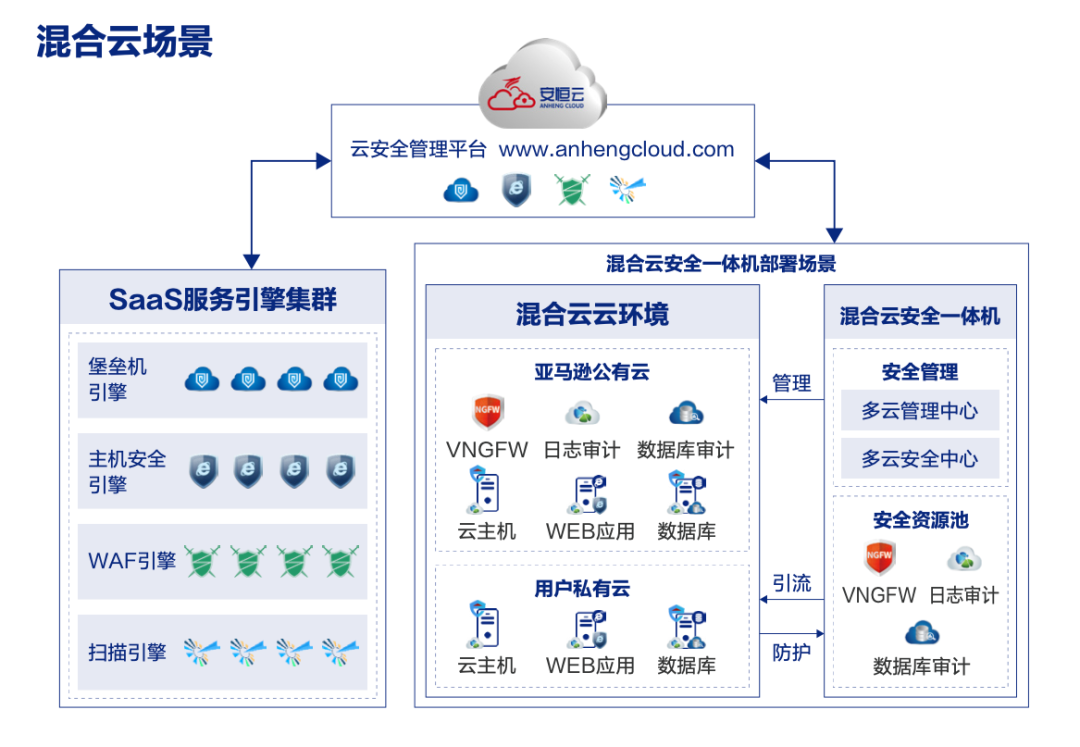 混合云场景
安恒云
ANHENG CLOUD
云安全管理平台 www.anhengcloud.com
SaaS服务引擎集群
堡垒机
引擎
主机安全
引擎
WAF引擎
扫描引擎
混合云安全一体机部署场景
混合云云环境
亚马逊公有云
NGFW
VNGFW 日志审计 数据库审计
云主机 WEB应用 数据库
用户私有云
云主机 WEB应用 数据库
管理
引流
防护
混合云安全一体机
安全管理
多云管理中心
多云安全中心
安全资源池
NGFW
VNGFW 日志审计
数据库审计